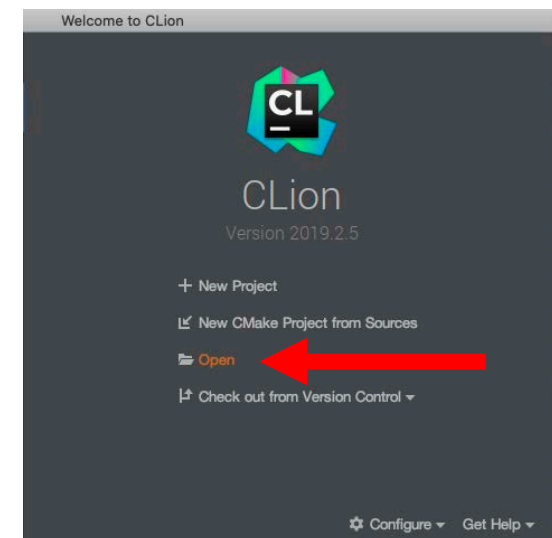 Welcome to CLion
CL
CLion
Version 2019.2.5
New Project
New CMake Project from Sources
Open
Check out from Version Control
Configure Get Help